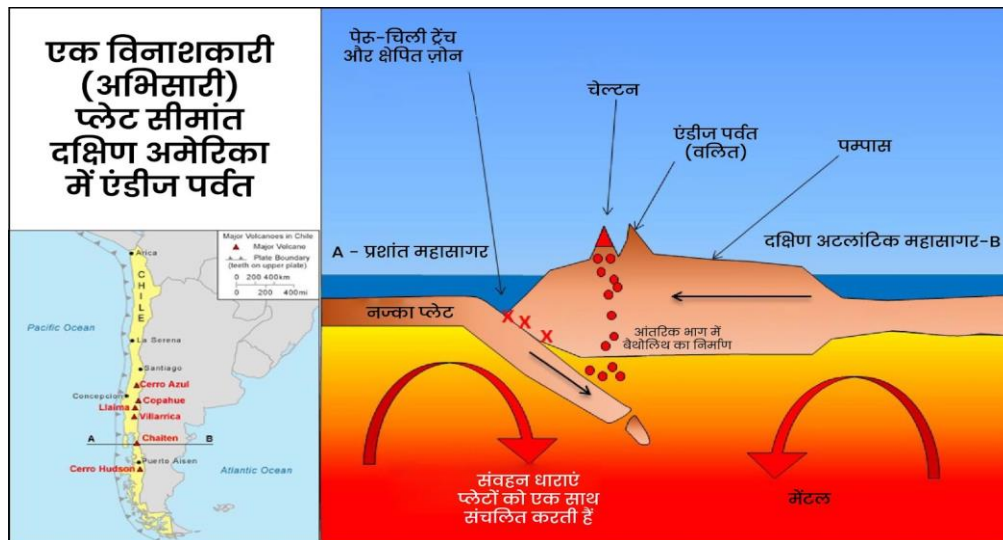 एक विनाशकारी
(अभिसारी)
प्लेट सीमांत
दक्षिण अमेरिका
में एंडीज पर्वत
Major Volcanoes in Chile
Major Volcano
Plate Boundary
(teeth on upper plate)
0 200 400km
0 200 400mi
Arica
CHILE
Pacific Ocean
La Serena
Santiago
Cerro Azul
Concepcion
Copahue
Llaima
Villarrica
A
Chaiten
B
Puerto Aisen
Cerro Hudson
Atlantic Ocean
पेरू-चिली ट्रेंच
और क्षेपित ज़ोन
चेल्टन
एंडीज पर्वत
(वलित)
पम्पास
A - प्रशांत महासागर
दक्षिण अटलांटिक महासागर-B
नज्का प्लेट
X X X
आंतरिक भाग में
बैथोलिथ का निर्माण
संवहन धाराएं
प्लेटों को एक साथ
संचलित करती हैं
मेंटल